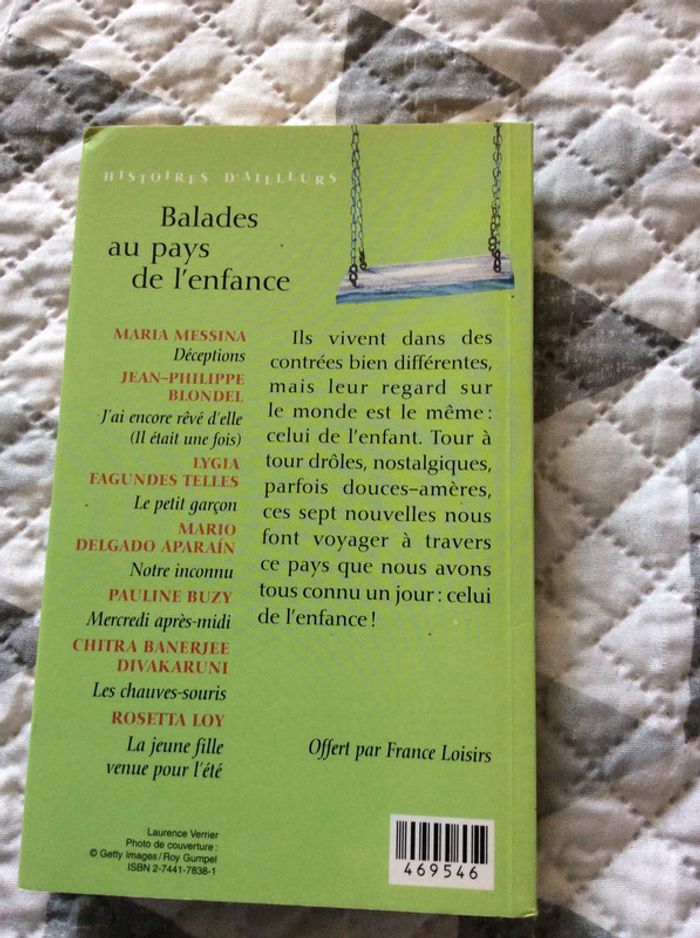 HISTOIRES D'AILLEURS
Balades
au pays
de l'enfance
MARIA MESSINA
Déceptions
JEAN-PHILIPPE
BLONDEL
J'ai encore rêvé d'elle
(Il était une fois)
LYGIA
FAGUNDES TELLES
Le petit garçon
MARIO
DELGADO APARAÍN
Notre inconnu
PAULINE BUZY
Mercredi après-midi
CHITRA BANERJEE
DIVAKARUNI
Les chauves-souris
ROSETTA LOY
La jeune fille
venue pour l'été
Ils vivent dans des
contrées bien différentes,
mais leur regard sur
le monde est le même :
celui de l'enfant. Tour à
tour drôles, nostalgiques,
parfois douces-amères,
ces sept nouvelles nous
font voyager à travers
ce pays que nous avons
tous connu un jour : celui
de l'enfance !
Offert par France Loisirs
Laurence Verrier
Photo de couverture :
© Getty Images / Roy Gumpel
ISBN 2-7441-7838-1
469546